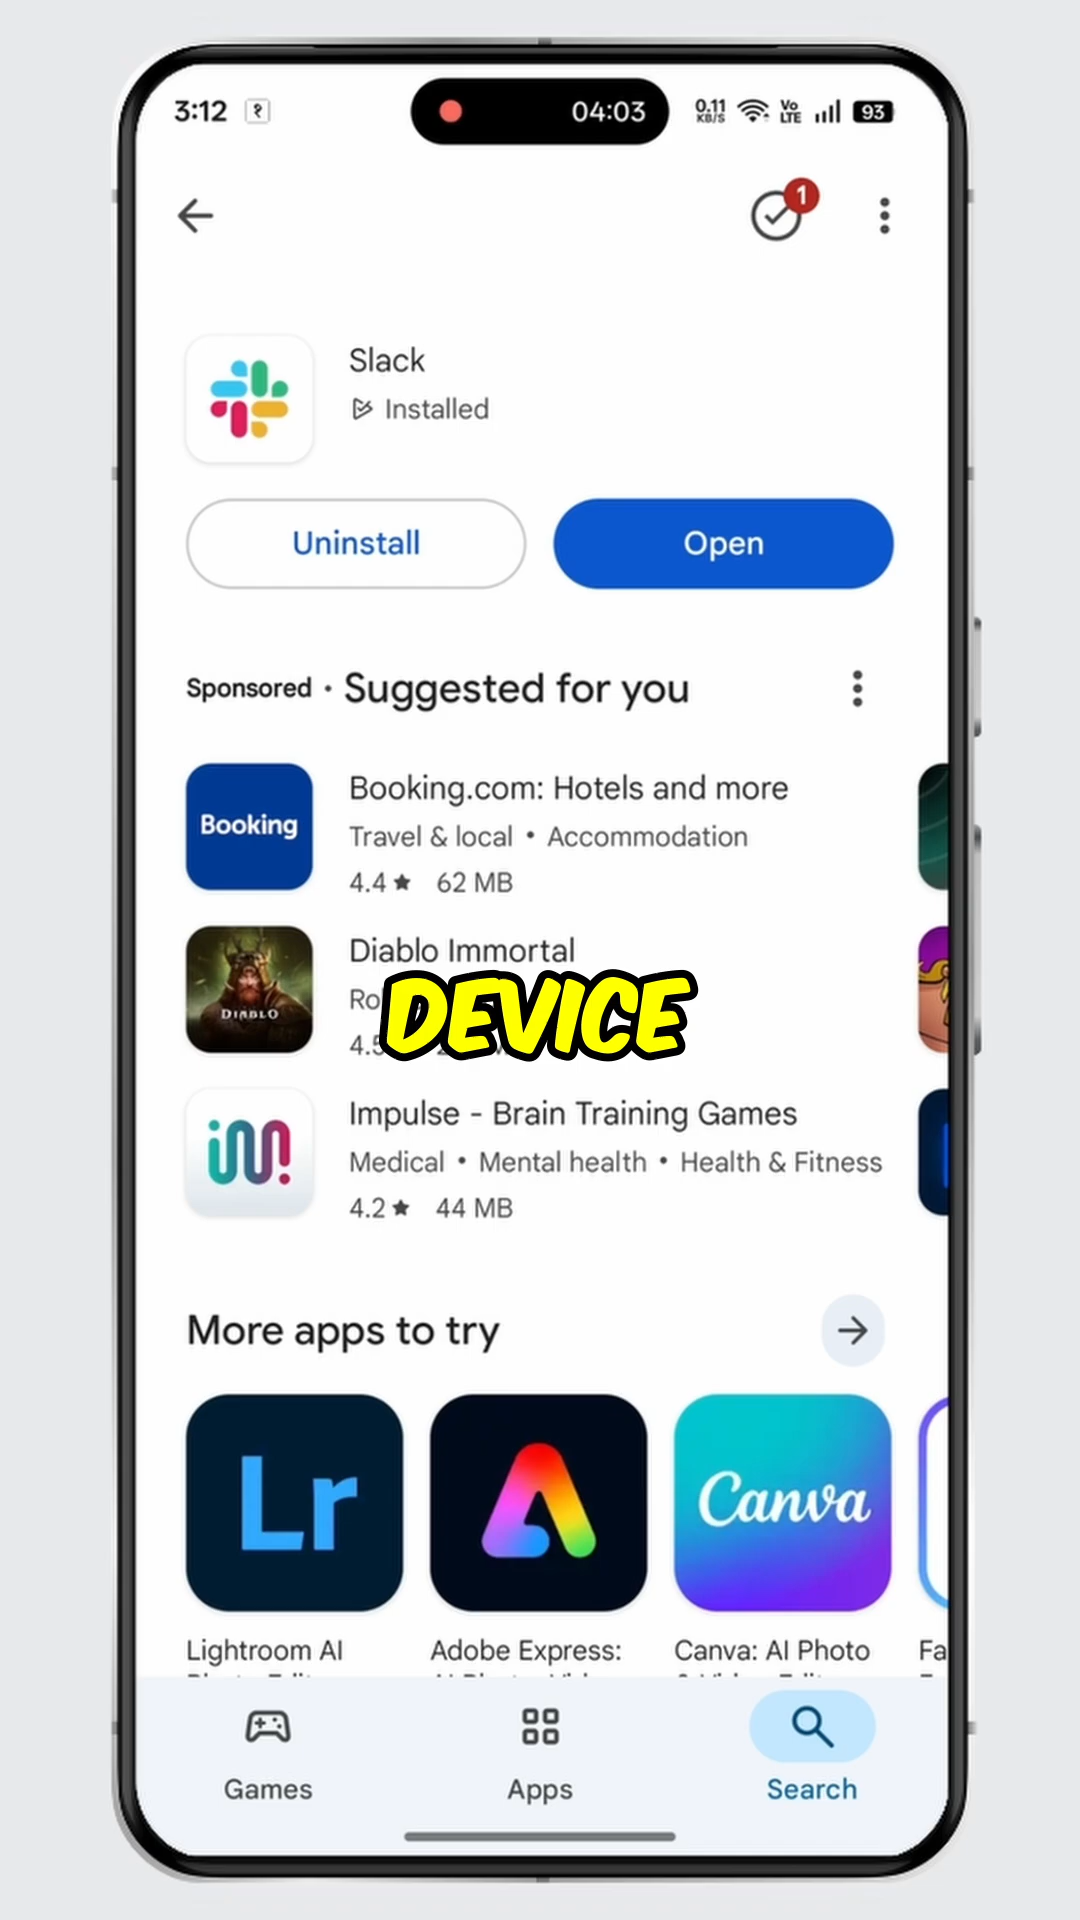 3:12
04:03
0.11 KB/S
Vo LTE
93
1
Slack
Installed
Uninstall
Open
Sponsored • Suggested for you
Booking
Booking.com: Hotels and more
Travel & local • Accommodation
4.4★ 62 MB
DIABLO
Diablo Immortal
DEVICE
Impulse - Brain Training Games
Medical • Mental health • Health & Fitness
4.2★ 44 MB
More apps to try
Lr
Canva
Lightroom AI
Adobe Express:
Canva: AI Photo
Games
Apps
Search